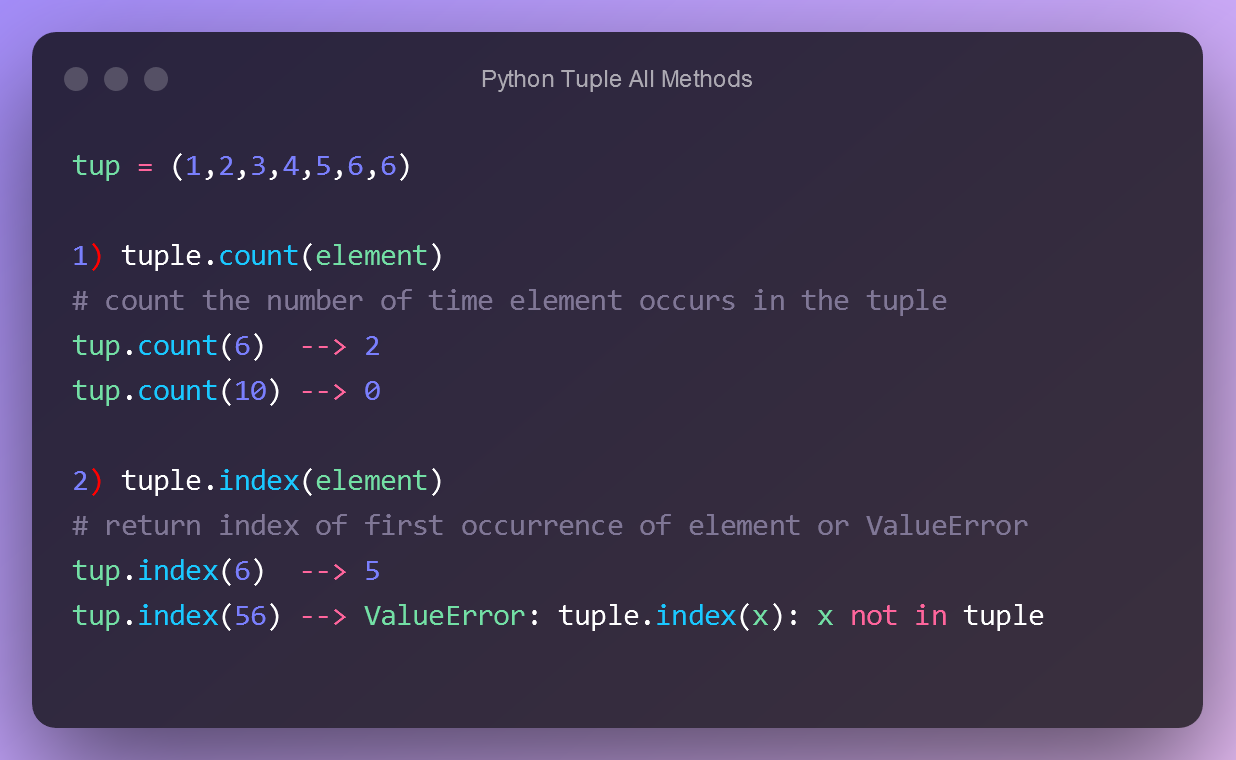 Python Tuple All Methods
tup = (1,2,3,4,5,6,6)
1) tuple.count(element)
# count the number of time element occurs in the tuple
tup.count(6)  --> 2
tup.count(10) --> 0
2) tuple.index(element)
# return index of first occurrence of element or ValueError
tup.index(6)  --> 5
tup.index(56) --> ValueError: tuple.index(x): x not in tuple